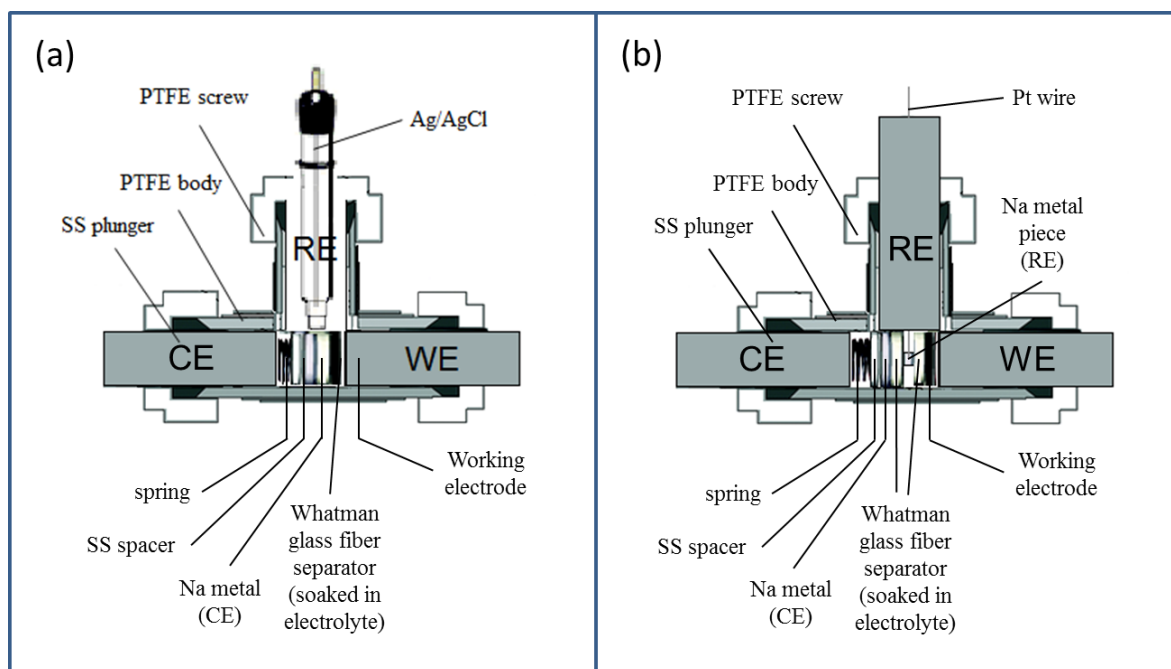 (a)
PTFE screw
Ag/AgCl
PTFE body
SS plunger
RE
CE
WE
spring
SS spacer
Na metal
(CE)
Whatman
glass fiber
separator
(soaked in
electrolyte)
Working
electrode
(b)
PTFE screw
Pt wire
PTFE body
SS plunger
Na metal
piece
(RE)
RE
CE
WE
spring
SS spacer
Na metal
(CE)
Whatman
glass fiber
separator
(soaked in
electrolyte)
Working
electrode